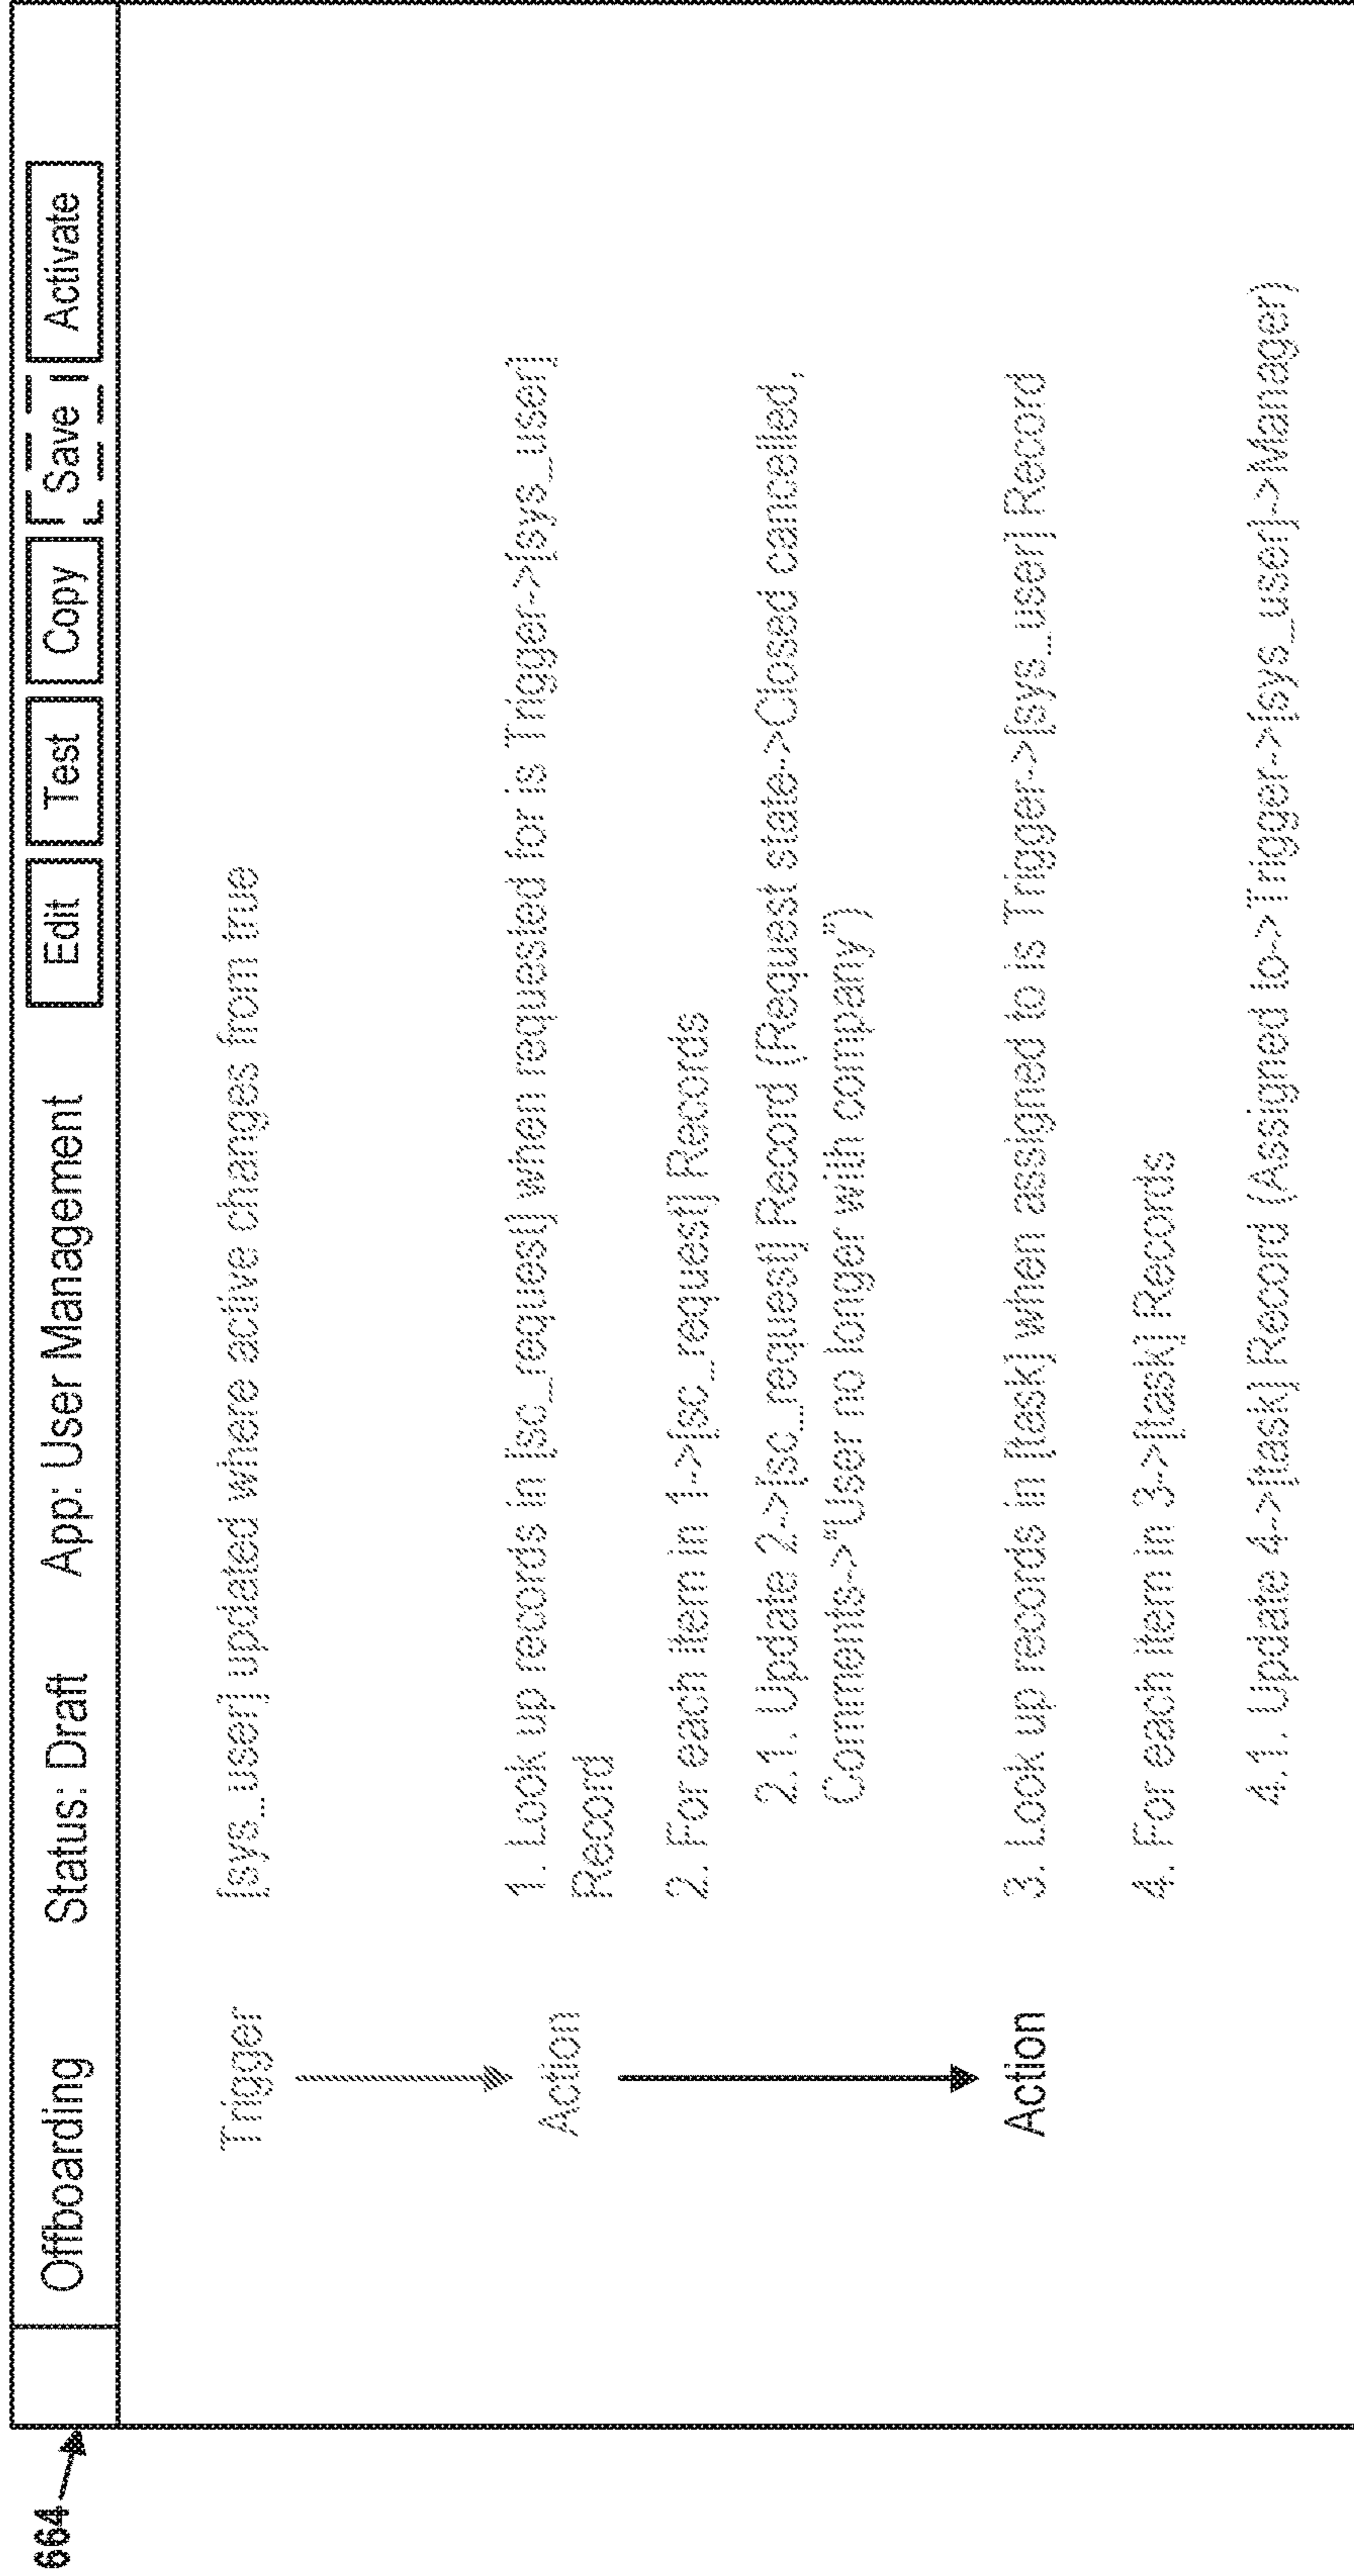 664
Offboarding Status: Draft App: User Management Edit Test Copy Save Activate
Trigger [sys_user] updated where active changes from true
Action 1. Look up records in [sc_request] when requested for is Trigger->[sys_user]
Record
2. For each item in 1->[sc_request] Records
2.1. Update 2->[sc_request] Record (Request state->Closed cancelled,
Comments->"User no longer with company")
Action 3. Look up records in [task] when assigned to is Trigger->[sys_user] Record
4. For each item in 3->[task] Records
4.1. Update 4->[task] Record (Assigned to->Trigger->[sys_user]->Manager)